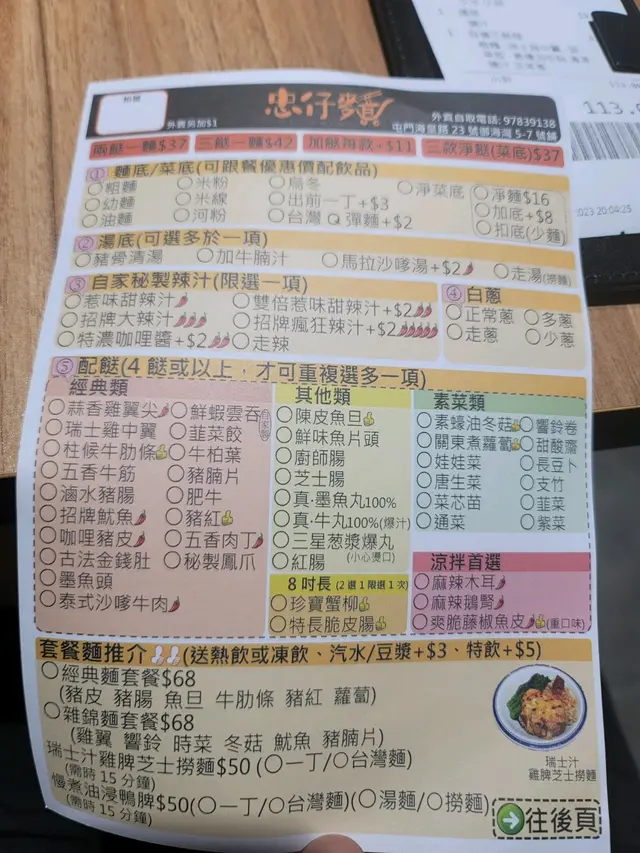 枱號
外賣另加$1
忠仔麵
外賣自取電話: 97839138
屯門海皇路 23 號御海灣 5-7 號舖
兩餸一麵$37 三餸一麵$42 加餸每款+$11 三款淨餸(菜底)$37
① 麵底/菜底(可跟餐優惠價配飲品)
○粗麵 ○米粉 ○烏冬 ○淨菜底 ○淨麵$16
○幼麵 ○米線 ○出前一丁+$3 ○加底+$8
○油麵 ○河粉 ○台灣Q彈麵+$2 ○扣底(少麵)
② 湯底(可選多於一項)
○豬骨清湯 ○加牛腩汁 ○馬拉沙嗲湯+$2 ○走湯(撈麵)
③ 自家秘製辣汁(限選一項)
○惹味甜辣汁 ○雙倍惹味甜辣汁+$2
○招牌大辣汁 ○招牌瘋狂辣汁+$2
○特濃咖哩醬+$2 ○走辣
④ 白蔥
○正常蔥 ○多蔥
○走蔥 ○少蔥
⑤ 配餸(4 餸或以上，才可重複選多一項)
經典類
○蒜香雞翼尖 ○鮮蝦雲吞
○瑞士雞中翼 ○韮菜餃
○柱候牛肋條 ○牛柏葉
○五香牛筋 ○豬腩片
○滷水豬腸 ○肥牛
○招牌魷魚 ○豬紅
○咖哩豬皮 ○五香肉丁
○古法金錢肚 ○秘製鳳爪
○墨魚頭
○泰式沙嗲牛肉
其他類
○陳皮魚旦
○鮮味魚片頭
○廚師腸
○芝士腸
○真·墨魚丸100%
○真·牛丸100%(爆汁)
○三星葱漿爆丸
○紅腸 (小心燙口)
8 吋長 (2 選 1 限選 1 次)
○珍寶蟹柳
○特長脆皮腸
素菜類
○素蠔油冬菇 ○響鈴卷
○關東煮蘿蔔 ○甜酸齋
○娃娃菜 ○長豆卜
○唐生菜 ○支竹
○菜芯苗 ○韮菜
○通菜 ○紫菜
涼拌首選
○麻辣木耳
○麻辣鵝腎
○爽脆藤椒魚皮 (重口味)
套餐麵推介 (送熱飲或凍飲、汽水/豆漿+$3、特飲+$5)
○經典麵套餐$68
(豬皮 豬腸 魚旦 牛肋條 豬紅 蘿蔔)
○雜錦麵套餐$68
(雞翼 響鈴 時菜 冬菇 魷魚 豬腩片)
瑞士汁雞脾芝士撈麵$50 (○一丁/○台灣麵)
(需時 15 分鐘)
慢煮油浸鴨脾$50(○一丁/○台灣麵)(○湯麵/○撈麵)
(需時 15 分鐘)
瑞士汁
雞脾芝士撈麵
往後頁
113.
2023 20:04:25